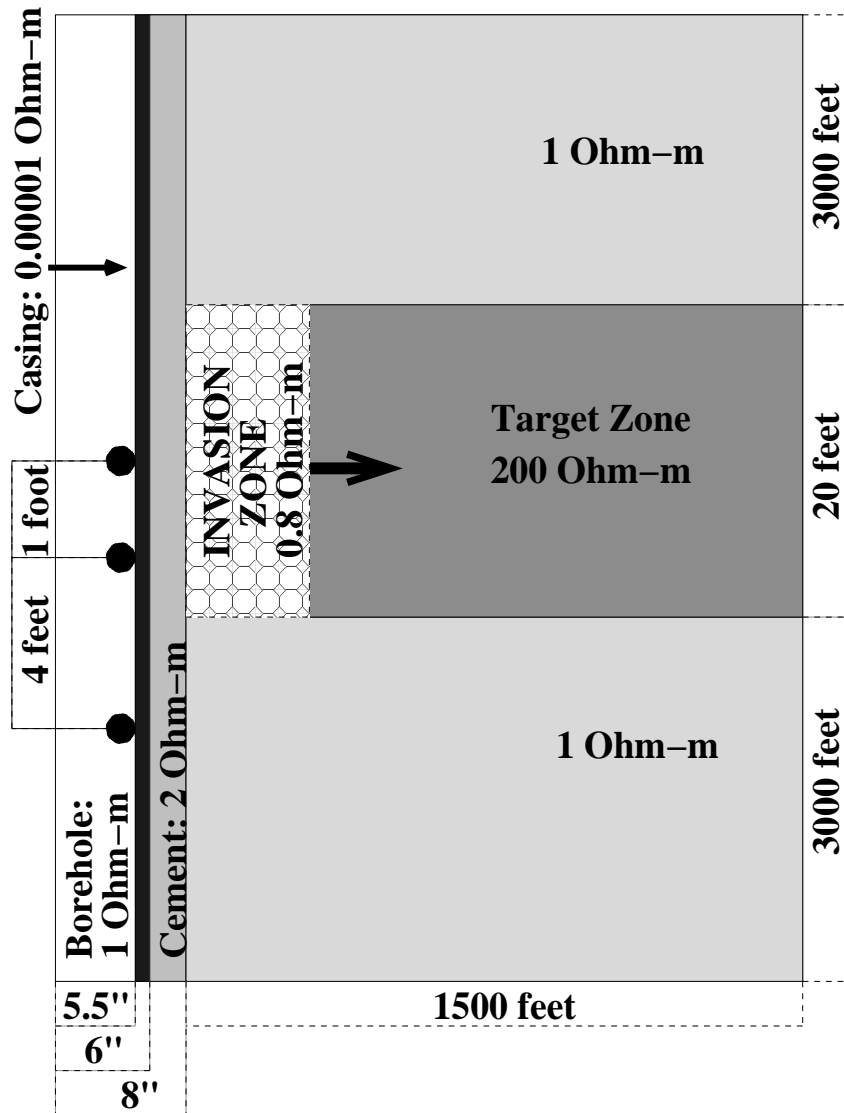 Casing: 0.00001 Ohm−m
1 Ohm−m
3000 feet
INVASION
ZONE
0.8 Ohm−m
Target Zone
200 Ohm−m
20 feet
1 foot
4 feet
Borehole:
1 Ohm−m
Cement: 2 Ohm−m
1 Ohm−m
3000 feet
5.5"
6"
8"
1500 feet